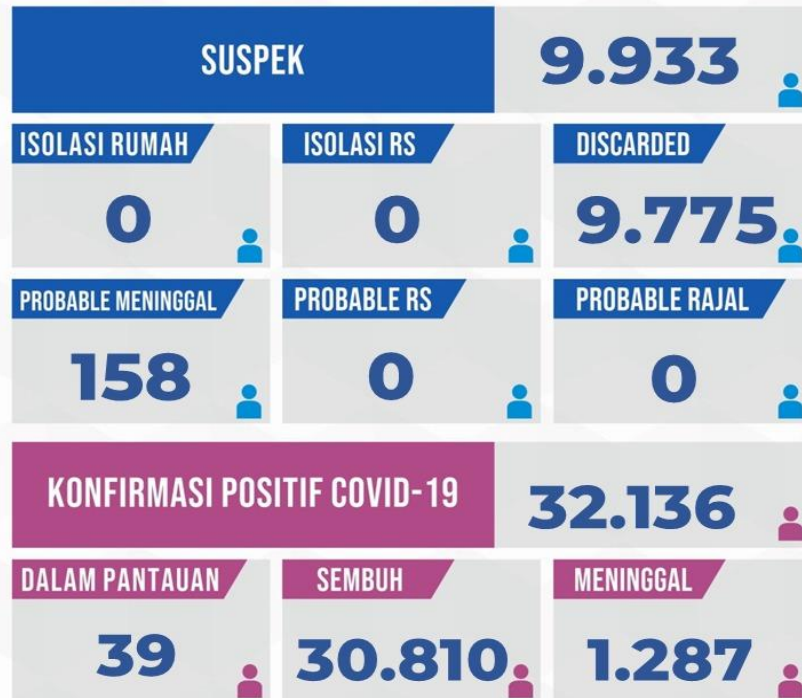 SUSPEK 9.933
ISOLASI RUMAH ISOLASI RS DISCARDED
0 0 9.775
PROBABLE MENINGGAL PROBABLE RS PROBABLE RAJAL
158 0 0
KONFIRMASI POSITIF COVID-19 32.136
DALAM PANTAUAN SEMBUH MENINGGAL
39 30.810 1.287